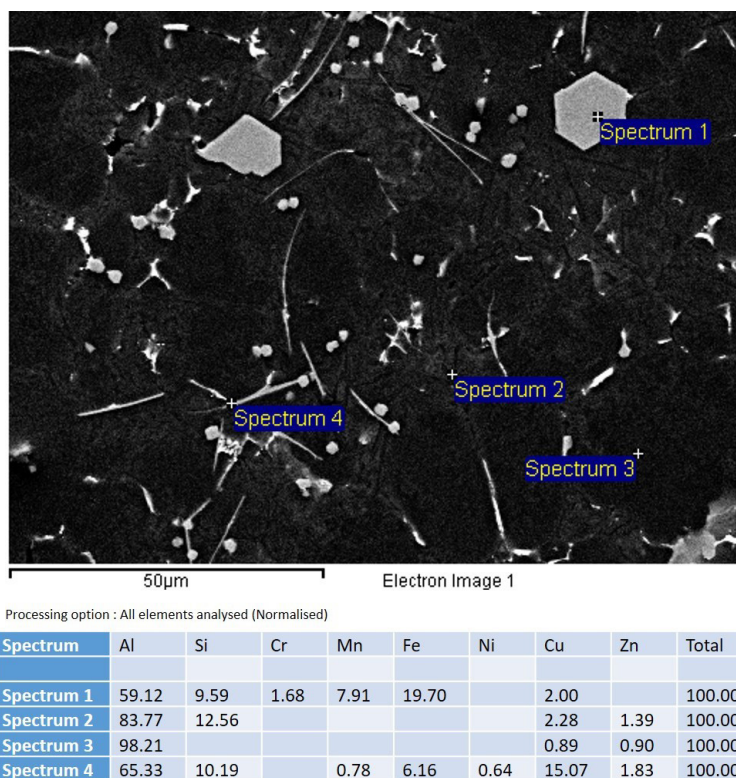 Spectrum 1
Spectrum 2
Spectrum 4
Spectrum 3
50µm Electron Image 1
Processing option : All elements analysed (Normalised)
Spectrum Al Si Cr Mn Fe Ni Cu Zn Total
Spectrum 1 59.12 9.59 1.68 7.91 19.70 2.00 100.00
Spectrum 2 83.77 12.56 2.28 1.39 100.00
Spectrum 3 98.21 0.89 0.90 100.00
Spectrum 4 65.33 10.19 0.78 6.16 0.64 15.07 1.83 100.00